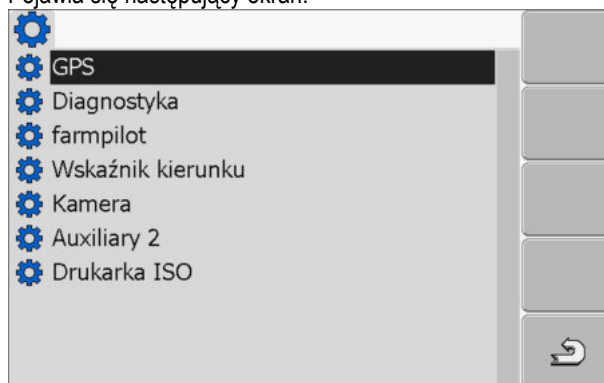 Pojawia się następujący ekran:
GPS
Diagnostyka
farmpilot
Wskaźnik kierunku
Kamera
Auxiliary 2
Drukarka ISO